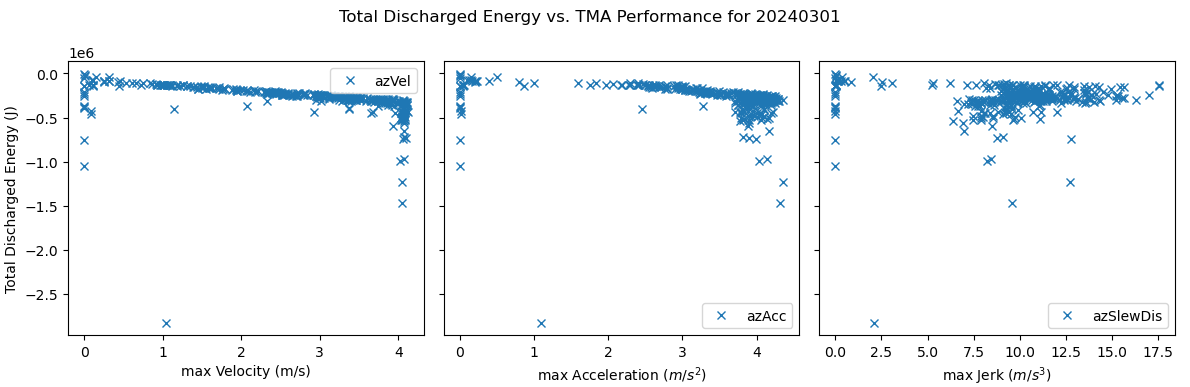 Total Discharged Energy vs. TMA Performance for 20240301
1e6
0.0
−0.5
−1.0
−1.5
−2.0
−2.5
Total Discharged Energy (J)
azVel
0 1 2 3 4
max Velocity (m/s)
azAcc
0 1 2 3 4
max Acceleration (m/s²)
azSlewDis
0.0 2.5 5.0 7.5 10.0 12.5 15.0 17.5
max Jerk (m/s³)